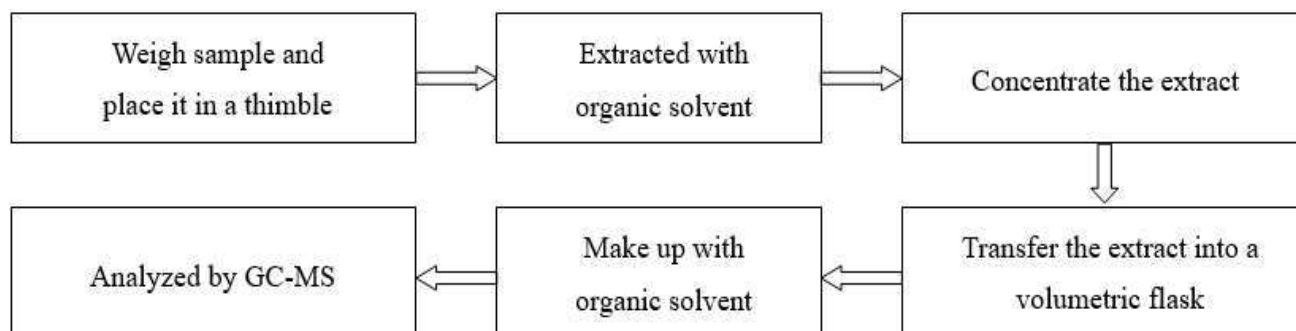 Weigh sample and
place it in a thimble
Extracted with
organic solvent
Concentrate the extract
Transfer the extract into a
volumetric flask
Make up with
organic solvent
Analyzed by GC-MS